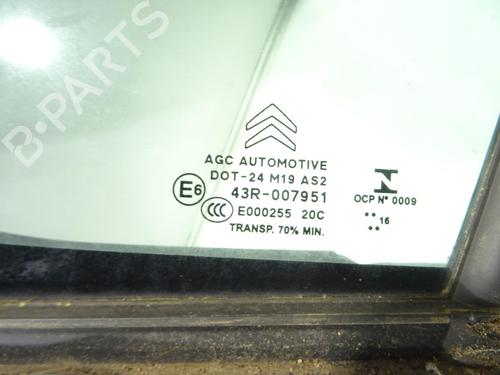 B-PARTS
AGC AUTOMOTIVE
DOT-24 M19 AS2
E6 43R-007951
CCC E000255 20C
TRANSP. 70% MIN.
N
OCP Nº 0009
.. 16
...